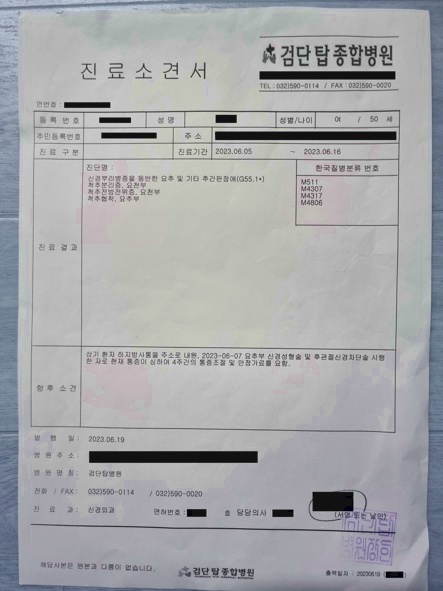 검단탑종합병원
진료소견서
TEL : 032)590-0114 / FAX : 032)590-0020
연번호 :
등록 번호 성 명 성별/나이 여 / 50 세
주민등록번호 주 소
진료 구분 진료기간 2023.06.05 ~ 2023.06.16
진료 결과
진단명 :
신경뿌리병증을 동반한 요추 및 기타 추간판장애(G55.1*)
척추분리증, 요천부
척추전방전위증, 요천부
척추협착, 요추부
한국질병분류 번호
M511
M4307
M4317
M4806
향후 소견
상기 환자 하지방사통을 주소로 내원, 2023-06-07 요추부 신경성형술 및 후관절신경차단술 시행
한 자로 현재 통증이 심하여 4주간의 통증조절 및 안정가료를 요함.
발 행 일: 2023.06.19
병원주소:
병원명칭: 검단탑병원
전화 / FAX : 032)590-0114 / 032)590-0020
진 료 과 : 신경외과 면허번호: 호 담당의사 (서명 또는 날인)
해당사본은 원본과 다름이 없습니다.
검단탑종합병원
출력일자 : 20230619 (